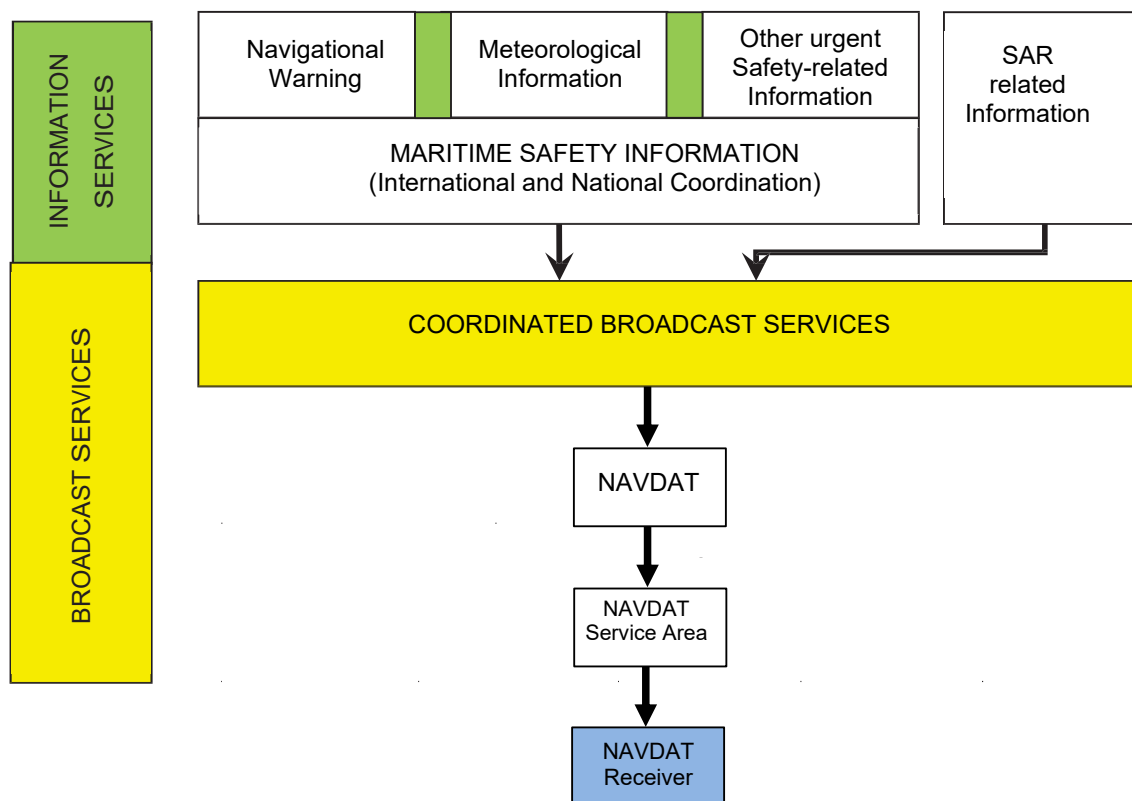 INFORMATION
SERVICES
BROADCAST SERVICES
Navigational
Warning
Meteorological
Information
Other urgent
Safety-related
Information
SAR
related
Information
MARITIME SAFETY INFORMATION
(International and National Coordination)
COORDINATED BROADCAST SERVICES
NAVDAT
NAVDAT
Service Area
NAVDAT
Receiver